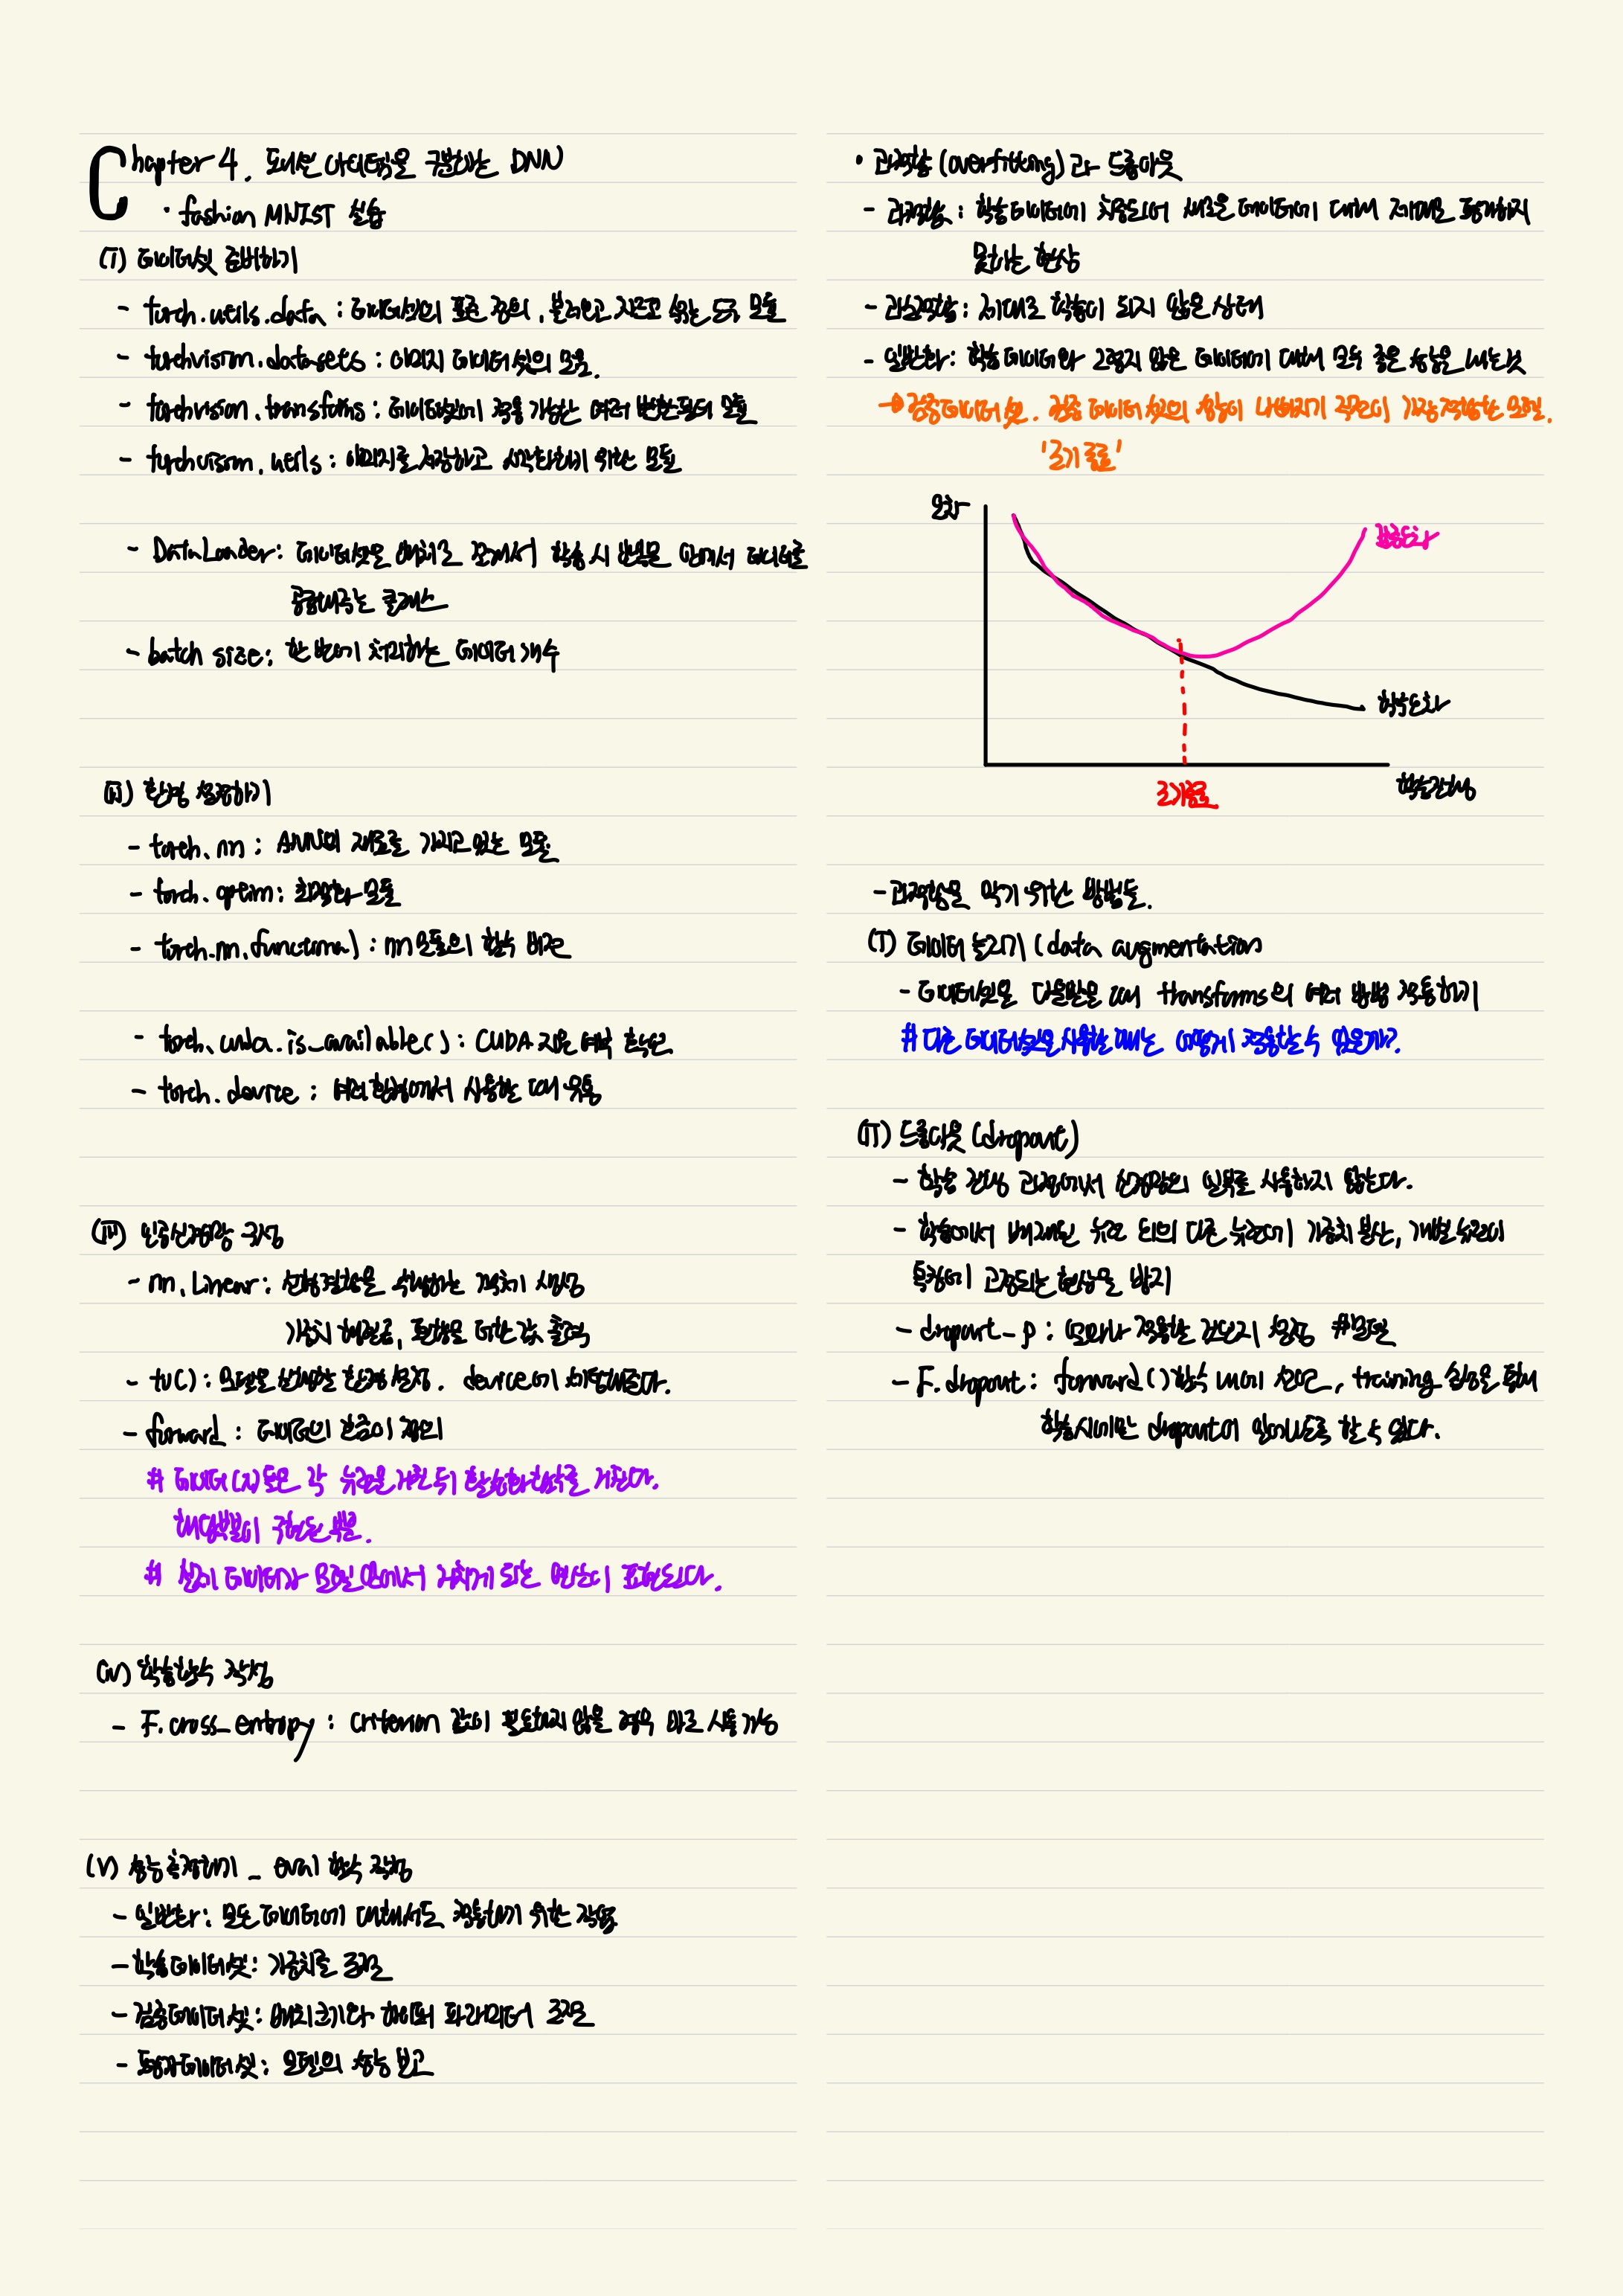 Chapter 4. 패션 아이템을 구분하는 DNN
· fashion MNIST 실습
(I) 데이터셋 준비하기
- torch.utils.data : 데이터셋의 표준 정의, 불러오고 자르고 섞는 도구 모듈
- torchvision.datasets : 이미지 데이터셋의 모음.
- torchvision.transfoms : 데이터셋에 적용 가능한 여러 변환 필터 모듈
- torchvision.utils : 이미지를 저장하고 시각화하기 위한 모듈
- DataLoader : 데이터셋을 배치로 쪼개서 학습 시 반복문 안에서 데이터를
공급해주는 클래스
- batch size : 한 번에 처리하는 데이터 개수
(II) 환경 설정하기
- torch.nn : ANN의 재료를 가지고 있는 모듈
- torch.optim : 최적화 모듈
- torch.nn.functional : nn모듈의 함수 버전
- torch.cuda.is_available() : CUDA 지원 여부 확인
- torch.device : 여러 환경에서 사용할 때 유용
(III) 인공신경망 구성
- nn.Linear : 선형결합을 수행하는 객체 생성
가중치 행렬곱, 편향을 더한 값 출력
- to() : 모델을 실행할 환경 설정. device에 세팅해준다.
- forward : 데이터의 흐름이 정의
# 데이터(x)들은 각 뉴런을 거친 뒤 활성화함수를 거친다.
해당 이 구현된 부분.
# 실제 데이터가 모델 안에서 거치게 되는 연산이 표현된다.
(IV) 학습함수 작성
- F.cross_entropy : criterion 값이 필요하지 않을 경우 바로 사용 가능
(V) 성능 측정하기 _ eval 함수 작성
- 일반화 : 모든 데이터에 대해서도 적용하기 위한 작업
- 학습데이터셋 : 가중치를 조절
- 검증데이터셋 : 배치크기와 하이퍼 파라미터 조절
- 평가데이터셋 : 모델의 성능 보고
• 과적합(overfitting)과 드롭아웃
- 과적합 : 학습데이터에 치중되어 새로운 데이터에 대해 제대로 평가하지
못하는 현상
- 과소적합 : 제대로 학습이 되지 않은 상태
- 일반화 : 학습 데이터와 그렇지 않은 데이터에 대해 모두 좋은 성능을 내는 것
→ 검증데이터셋. 검증 데이터셋의 성능이 나빠지기 직전이 가장 적합한 모델.
'조기 종료'
오차
검증오차
학습오차
조기종료
학습진행
- 과적합을 막기 위한 방법들.
(I) 데이터 늘리기 (data augmentation
- 데이터셋을 다운받을 때 transforms의 여러 방법 적용하기
# 다른 데이터셋을 사용할 때는 어떻게 적용할 수 있을까?
(II) 드롭아웃 (dropout)
- 학습 진행 과정에서 신경망의 일부를 사용하지 않는다.
- 학습에서 배제된 뉴런 외의 다른 뉴런에 가중치 분산, 개별 뉴런이
특징에 고정되는 현상을 방지
- dropout_p : 얼마나 적용할 건지 설정 #모델
- F.dropout : forward()함수 내에 선언, training 설정을 통해
학습시에만 dropout이 일어나도록 할 수 있다.